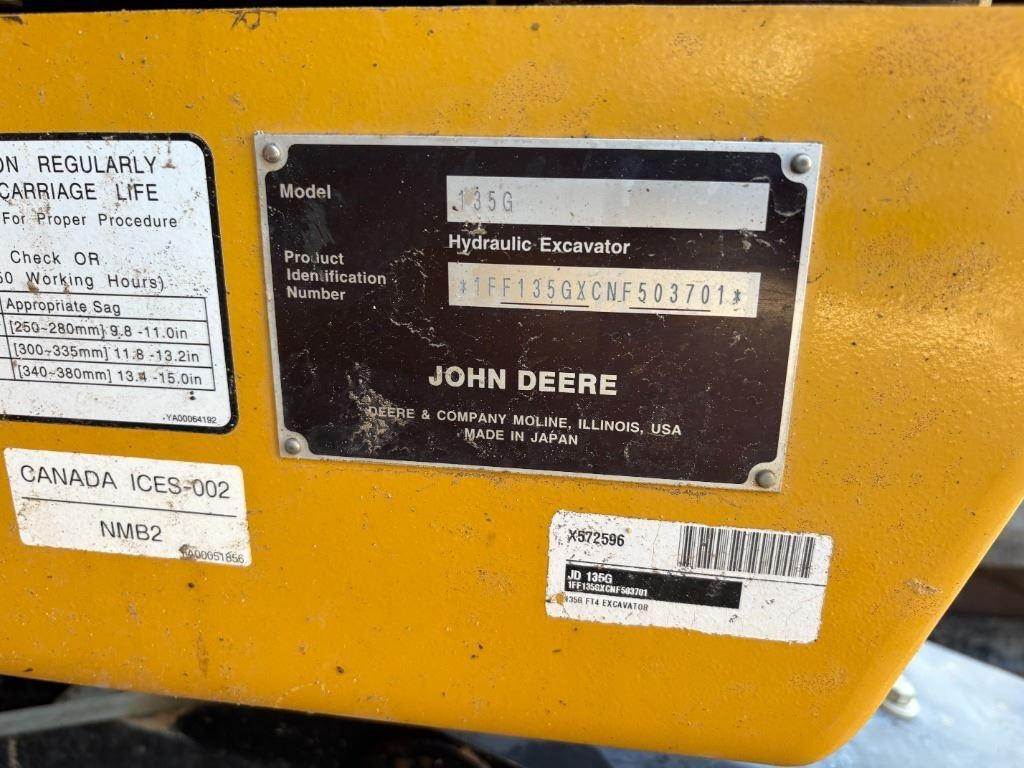 ON REGULARLY
CARRIAGE LIFE
For Proper Procedure
Check OR
50 Working Hours)
Appropriate Sag
[250~280mm] 9.8 -11.0in
[300~335mm] 11.8 -13.2in
[340~380mm] 13.4 -15.0in
YA00064192
CANADA ICES-002
NMB2
YA00051856
Model
135G
Hydraulic Excavator
Product
Identification
Number
*1FF135GXCNF503701*
JOHN DEERE
DEERE & COMPANY MOLINE, ILLINOIS, USA
MADE IN JAPAN
X572596
JD 135G
1FF135GXCNF503701
135G FT4 EXCAVATOR